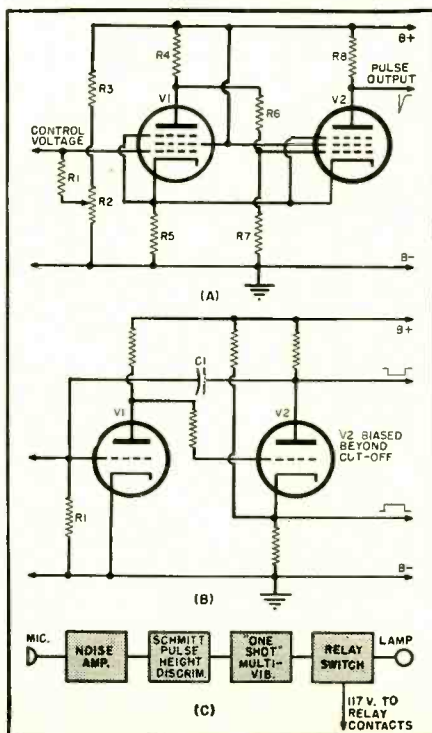 B+
R4
R8
R3
V1
PULSE OUTPUT
V2
R6
CONTROL VOLTAGE
R1
R2
R5
R7
B-
(A)
B+
C1
V1
V2
V2 BIASED
BEYOND
CUT-OFF
R1
B-
(B)
MIC.
NOISE
AMP.
SCHMITT
PULSE
HEIGHT
DISCRIM.
"ONE
SHOT"
MULTI-
VIB.
RELAY
SWITCH
LAMP
(C)
117 V. TO
RELAY
CONTACTS